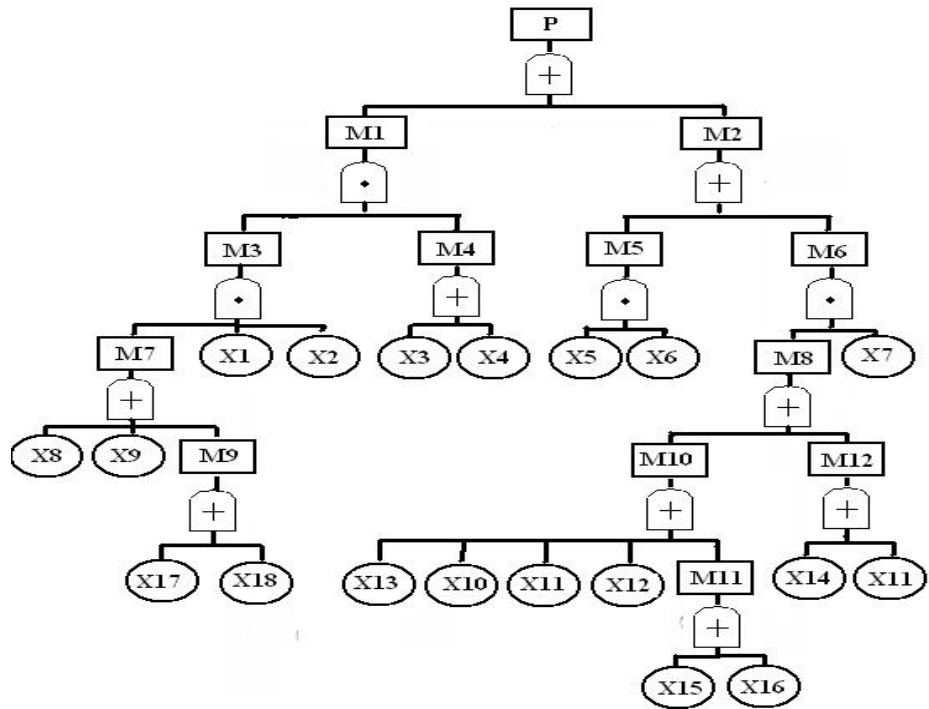 P
+
M1 M2
• +
M3 M4 M5 M6
• + • •
M7 X1 X2 X3 X4 X5 X6 M8 X7
+ +
X8 X9 M9 M10 M12
+ + +
X17 X18 X13 X10 X11 X12 M11 X14 X11
+
X15 X16